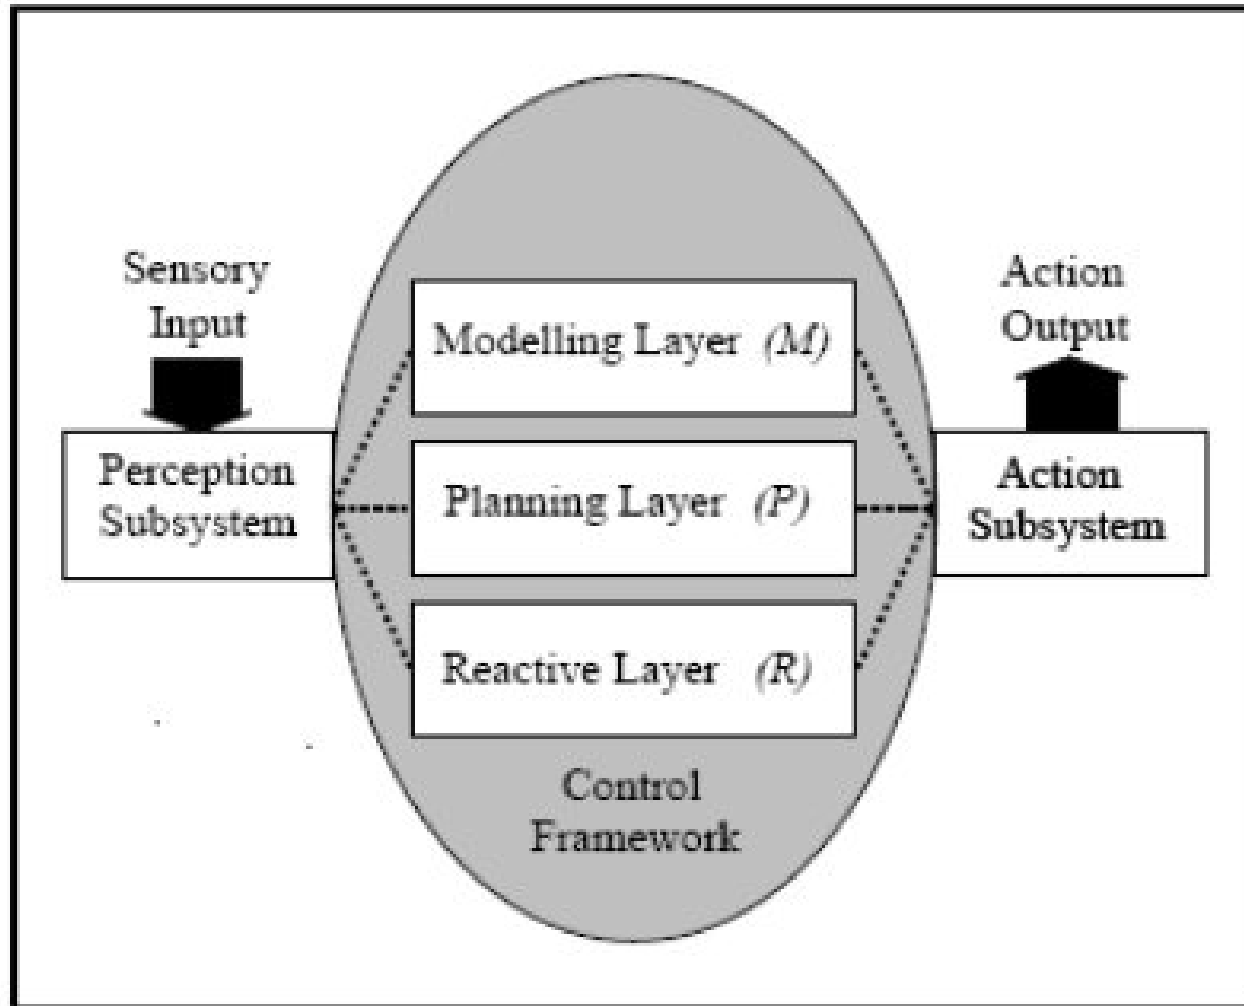 Sensory
Input
Perception
Subsystem
Modelling Layer (M)
Planning Layer (P)
Reactive Layer (R)
Control
Framework
Action
Output
Action
Subsystem